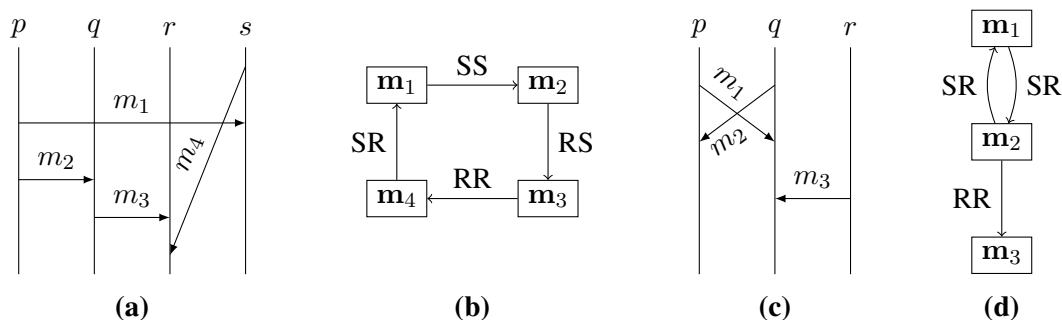 p q r s
m1
m2
m3
m4
(a)
m1 SS m2
SR RS
m4 RR m3
(b)
p q r
m1
m2
m3
(c)
m1
SR SR
m2
RR
m3
(d)